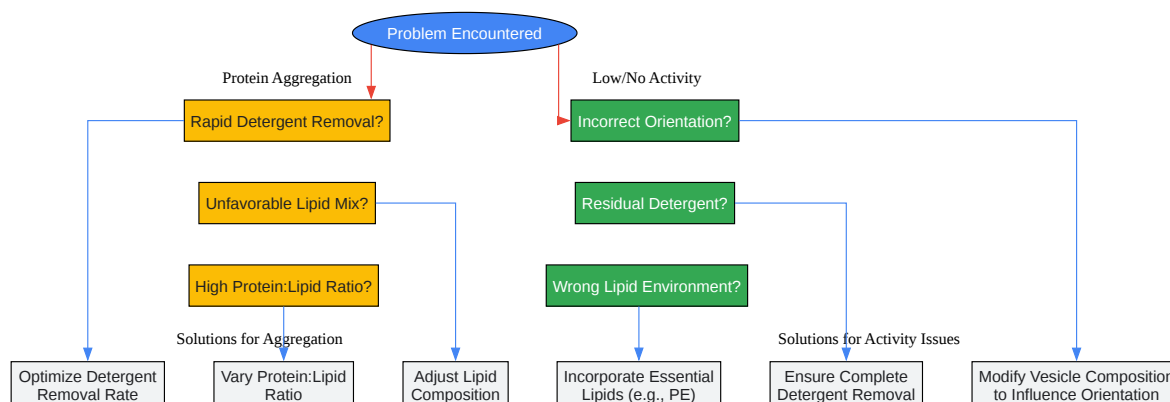 Problem Encountered
Protein Aggregation
Low/No Activity
Rapid Detergent Removal?
Incorrect Orientation?
Unfavorable Lipid Mix?
Residual Detergent?
High Protein:Lipid Ratio?
Wrong Lipid Environment?
Solutions for Aggregation
Solutions for Activity Issues
Optimize Detergent
Removal Rate
Vary Protein:Lipid
Ratio
Adjust Lipid
Composition
Incorporate Essential
Lipids (e.g., PE)
Ensure Complete
Detergent Removal
Modify Vesicle Composition
to Influence Orientation